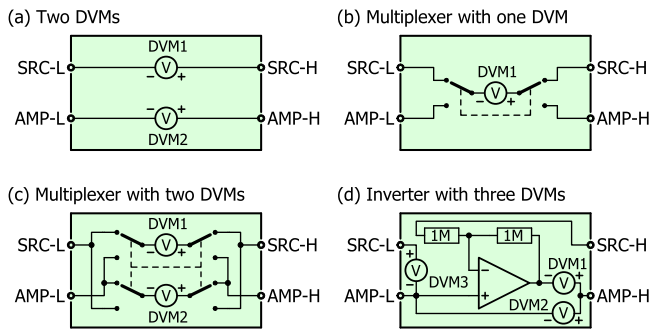 (a) Two DVMs
DVM1
SRC-L
V
SRC-H
− +
− +
AMP-L
V
AMP-H
DVM2
(b) Multiplexer with one DVM
SRC-L
DVM1
SRC-H
V
− +
AMP-L
AMP-H
(c) Multiplexer with two DVMs
DVM1
SRC-L
V
SRC-H
− +
− +
AMP-L
V
AMP-H
DVM2
(d) Inverter with three DVMs
1M
1M
SRC-L
SRC-H
+
V
DVM3
−
−
+
DVM1
− +
V
AMP-L
AMP-H
DVM2
− +
V